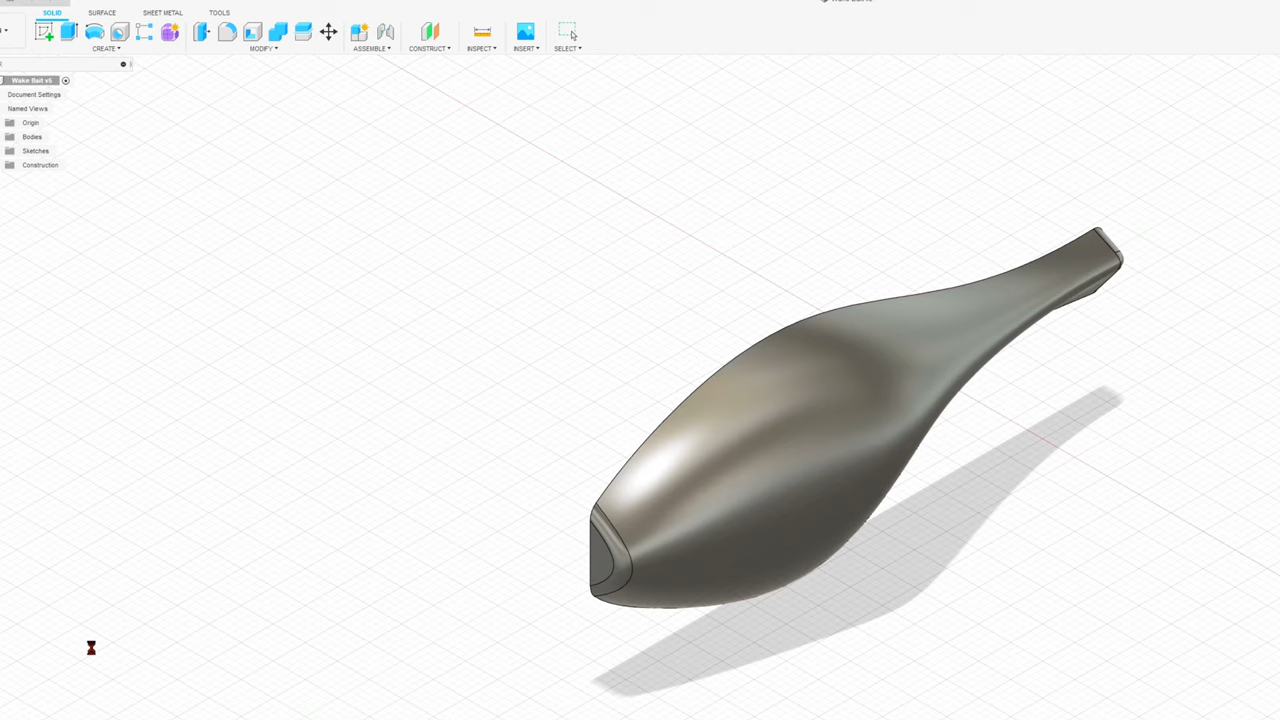 SOLID SURFACE SHEET METAL TOOLS
CREATE MODIFY ASSEMBLE CONSTRUCT INSPECT INSERT SELECT
Wake Bait v5
Document Settings
Named Views
Origin
Bodies
Sketches
Construction